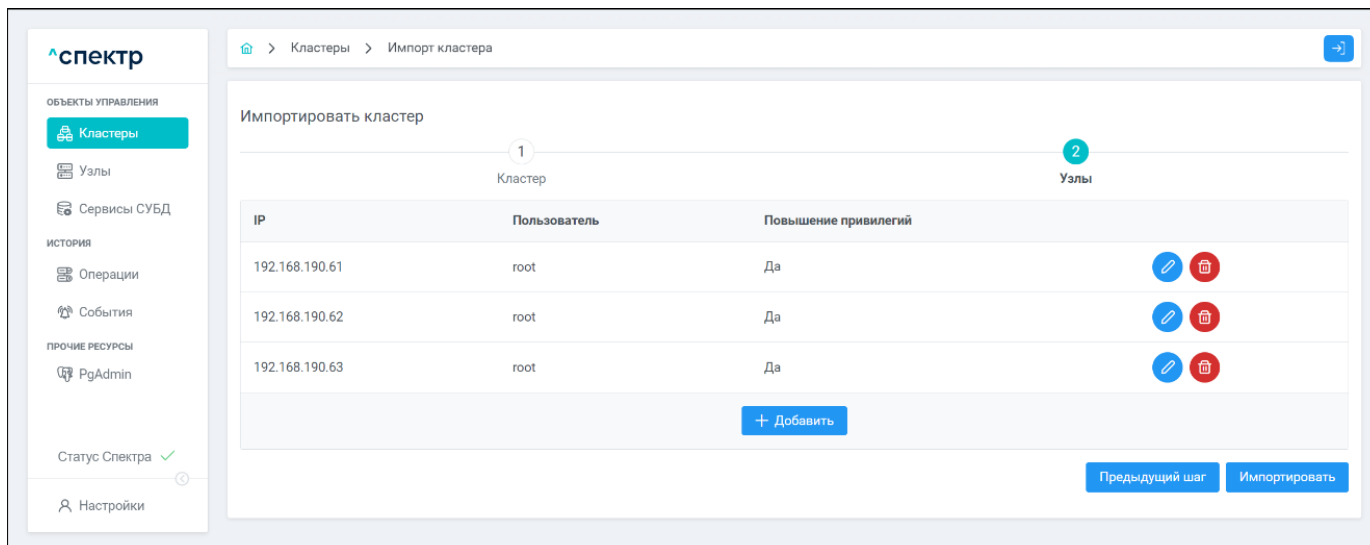 ^спектр
ОБЪЕКТЫ УПРАВЛЕНИЯ
Кластеры
Узлы
Сервисы СУБД
ИСТОРИЯ
Операции
События
ПРОЧИЕ РЕСУРСЫ
PgAdmin
Статус Спектра
Настройки
> Кластеры > Импорт кластера
Импортировать кластер
1 2
Кластер Узлы
IP Пользователь Повышение привилегий
192.168.190.61 root Да
192.168.190.62 root Да
192.168.190.63 root Да
+ Добавить
Предыдущий шаг Импортировать